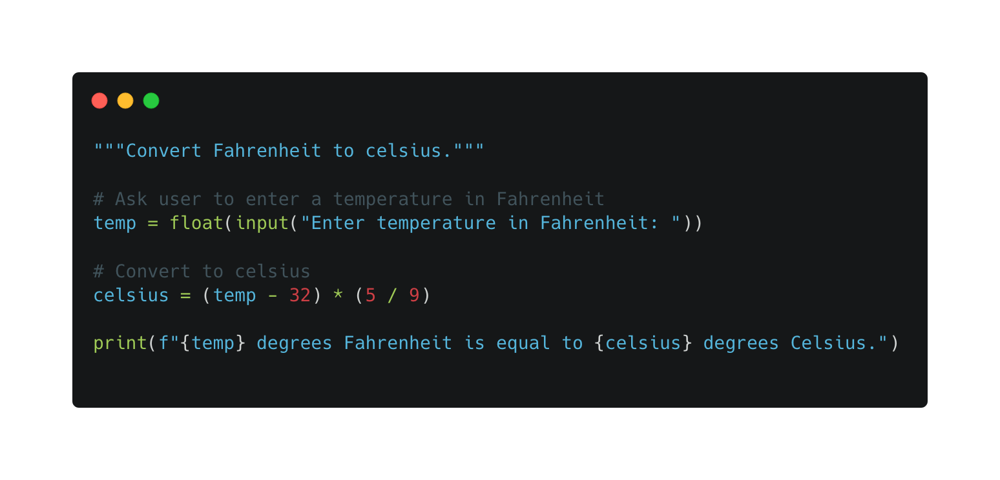 """Convert Fahrenheit to celsius."""
# Ask user to enter a temperature in Fahrenheit
temp = float(input("Enter temperature in Fahrenheit: "))
# Convert to celsius
celsius = (temp - 32) * (5 / 9)
print(f"{temp} degrees Fahrenheit is equal to {celsius} degrees Celsius.")